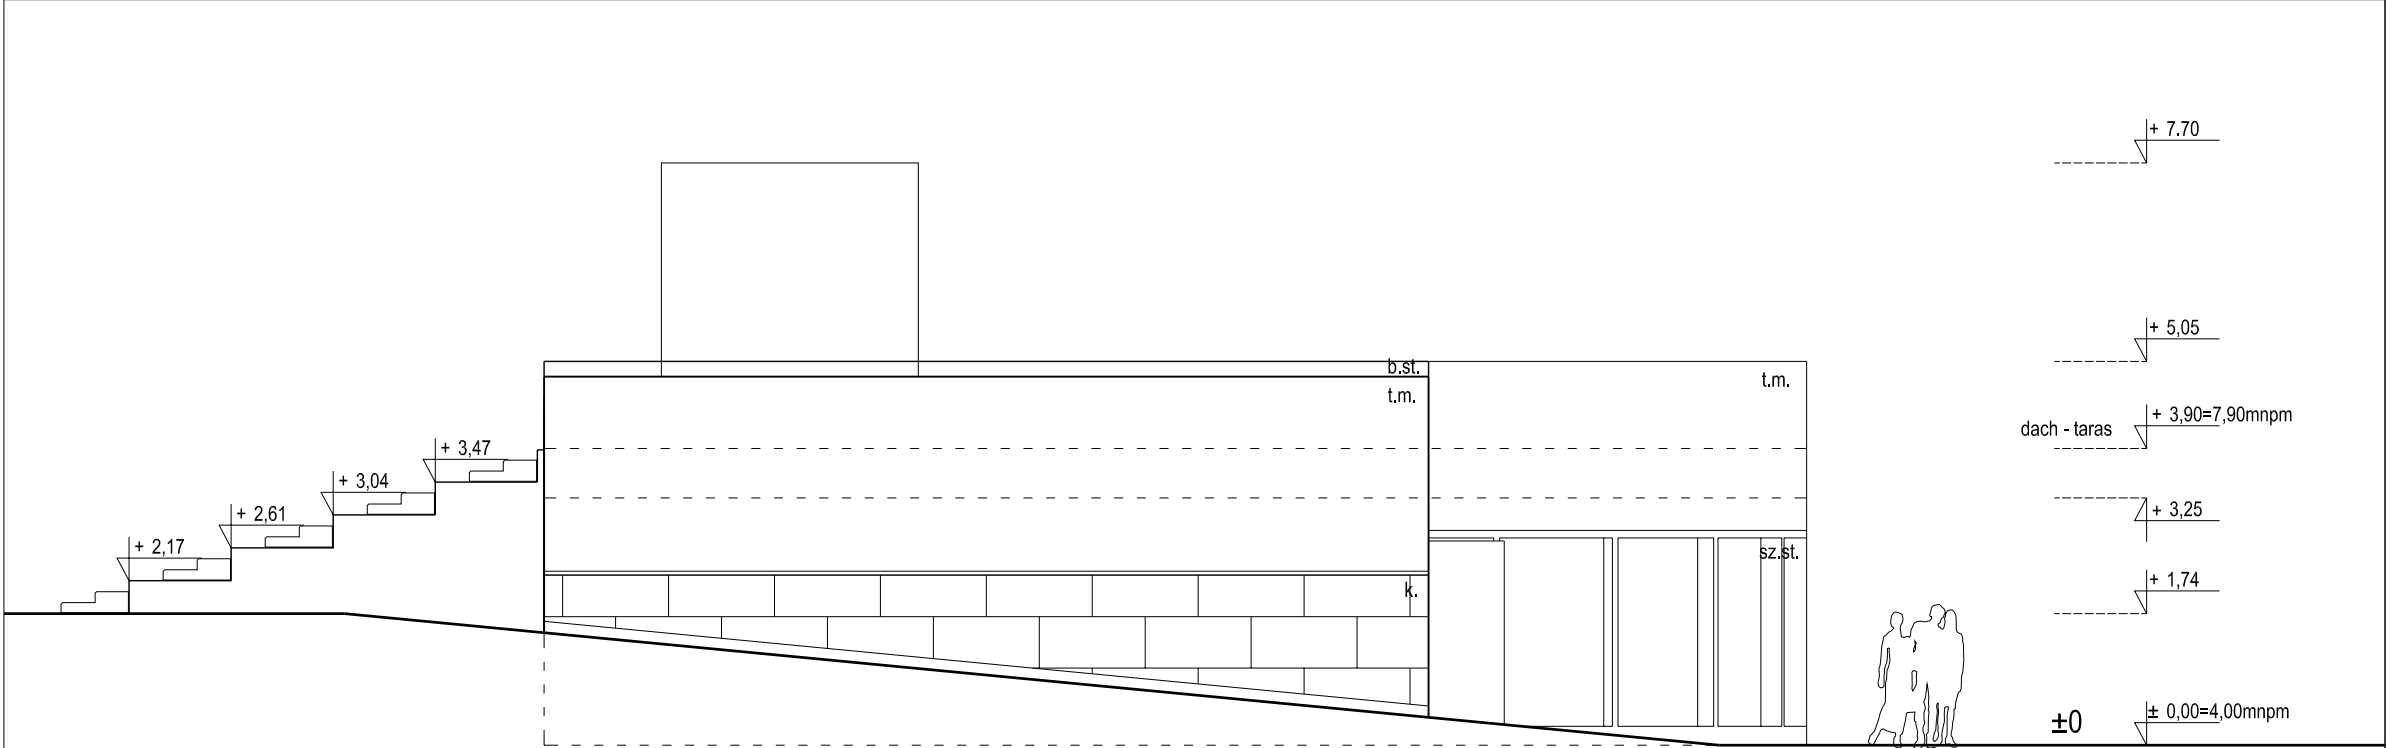 + 7.70
+ 5,05
b.st.
t.m.
t.m.
dach - taras
+ 3,90=7,90mnpm
+ 3,47
+ 3,04
+ 3,25
+ 2,61
+ 2,17
sz.st.
k.
+ 1,74
±0
± 0,00=4,00mnpm